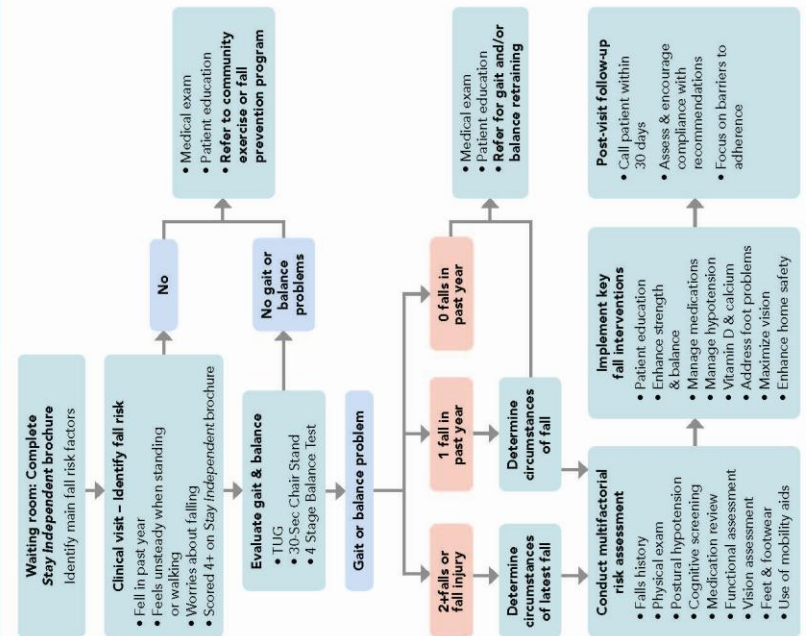 Waiting room: Complete
Stay Independent brochure
Identify main fall risk factors
Clinical visit – Identify fall risk
• Fell in past year
• Feels unsteady when standing
or walking
• Worries about falling
• Scored 4+ on Stay Independent brochure
No
• Medical exam
• Patient education
• Refer to community
exercise or fall
prevention program
Evaluate gait & balance
• TUG
• 30-Sec Chair Stand
• 4 Stage Balance Test
No gait or
balance
problems
Gait or balance problem
2+falls or
fall injury
1 fall in
past year
0 falls in
past year
Determine
circumstances
of latest fall
Determine
circumstances
of fall
• Medical exam
• Patient education
• Refer for gait and/or
balance retraining
Conduct multifactorial
risk assessment
• Falls history
• Physical exam
• Postural hypotension
• Cognitive screening
• Medication review
• Functional assessment
• Vision assessment
• Feet & footwear
• Use of mobility aids
Implement key
fall interventions
• Patient education
• Enhance strength
& balance
• Manage medications
• Manage hypotension
• Vitamin D & calcium
• Address foot problems
• Maximize vision
• Enhance home safety
Post-visit follow-up
• Call patient within
30 days
• Assess & encourage
compliance with
recommendations
• Focus on barriers to
adherence